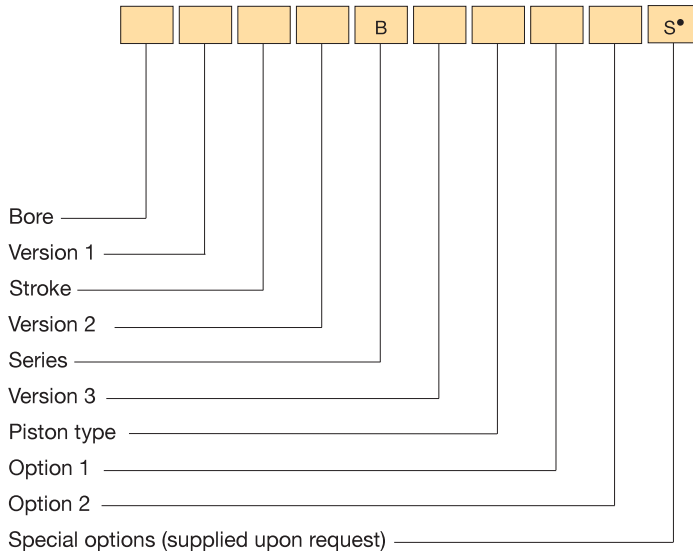 B S●
Bore
Version 1
Stroke
Version 2
Series
Version 3
Piston type
Option 1
Option 2
Special options (supplied upon request)